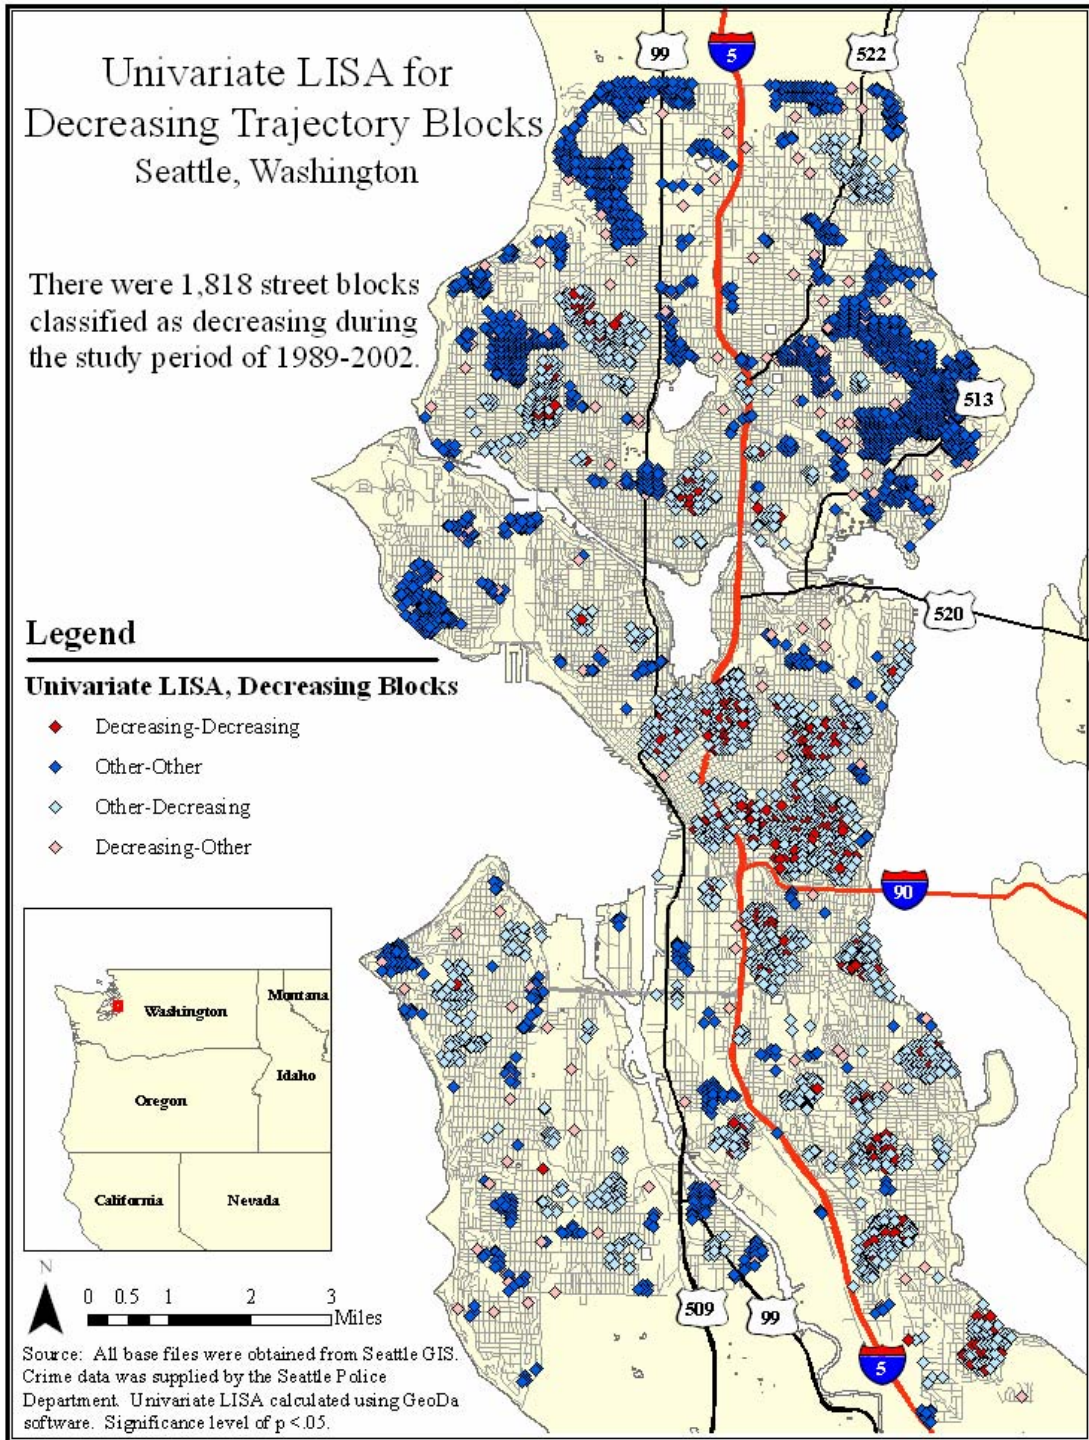 Univariate LISA for
Decreasing Trajectory Blocks
Seattle, Washington
There were 1,818 street blocks
classified as decreasing during
the study period of 1989-2002.
99
5
522
513
520
90
509
99
5
Legend
Univariate LISA, Decreasing Blocks
Decreasing-Decreasing
Other-Other
Other-Decreasing
Decreasing-Other
Washington
Montana
Oregon
Idaho
California
Nevada
N
0 0.5 1 2 3
Miles
Source: All base files were obtained from Seattle GIS.
Crime data was supplied by the Seattle Police
Department. Univariate LISA calculated using GeoDa
software. Significance level of p <.05.